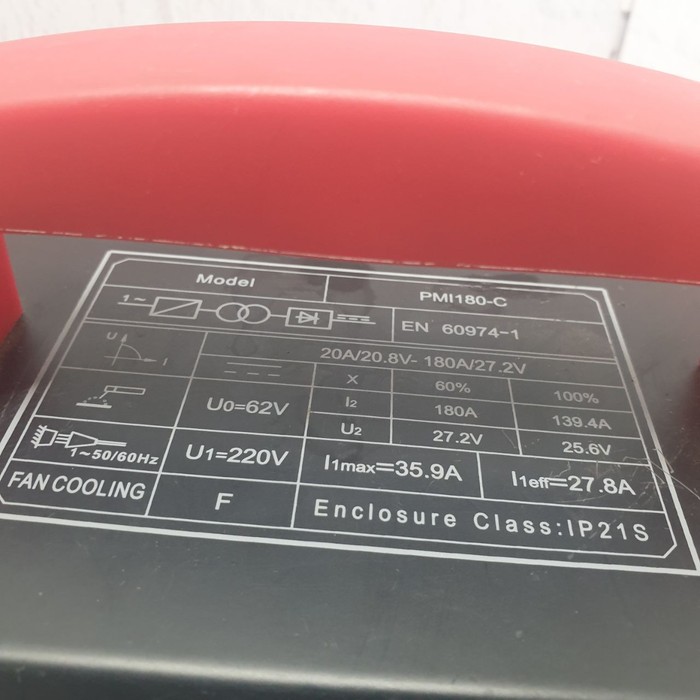 Model PMI180-C
1~ EN 60974-1
U I 20A/20.8V- 180A/27.2V
X 60% 100%
U0=62V I2 180A 139.4A
U2 27.2V 25.6V
1~50/60Hz U1=220V I1max=35.9A I1eff=27.8A
FAN COOLING F Enclosure Class:IP21S